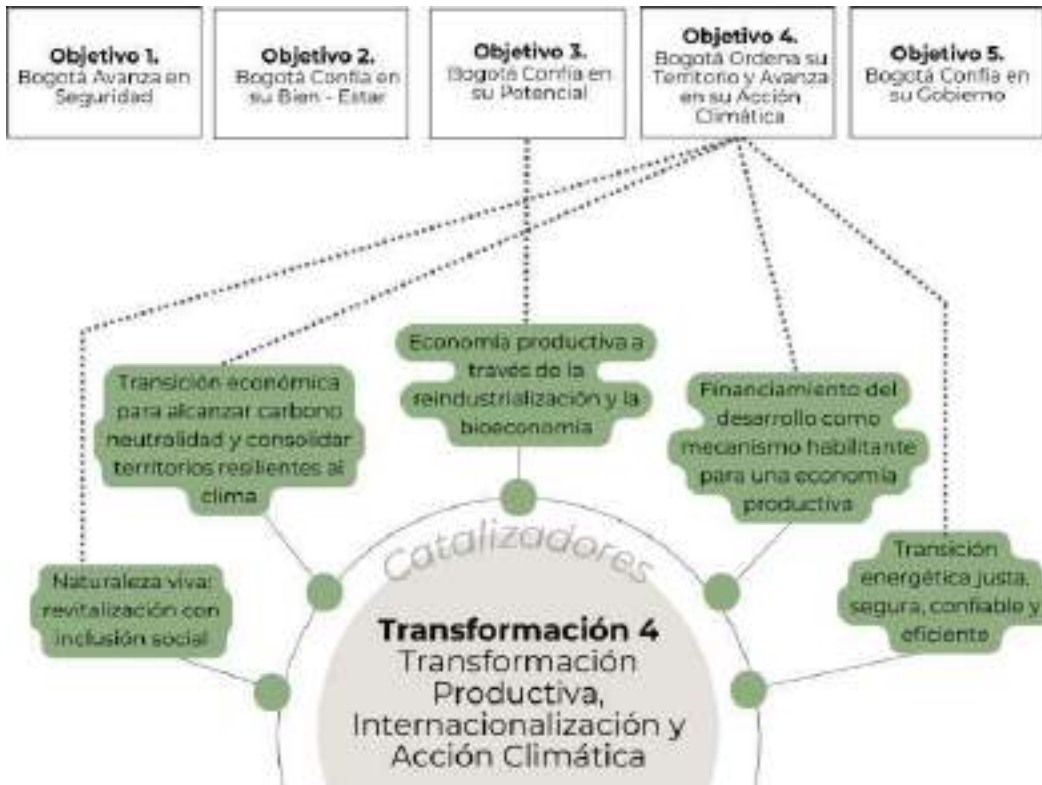 Objetivo 1.
Bogotá Avanza en
Seguridad
Objetivo 2.
Bogotá Confía en
su Bien - Estar
Objetivo 3.
Bogotá Confía en
su Potencial
Objetivo 4.
Bogotá Ordena su
Territorio y Avanza
en su Acción
Climática
Objetivo 5.
Bogotá Confía en
su Gobierno
Transición económica
para alcanzar carbono
neutralidad y consolidar
territorios resilientes al
clima
Economía productiva a
través de la
reindustrialización y la
bioeconomía
Financiamiento del
desarrollo como
mecanismo habilitante
para una economía
productiva
Naturaleza viva:
revitalización con
inclusión social
Transición
energética justa,
segura, confiable y
eficiente
Catalizadores
Transformación 4
Transformación
Productiva,
Internacionalización y
Acción Climática